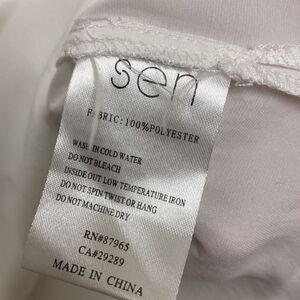 sen
FABRIC:100%POLYESTER
WASH IN COLD WATER
DO NOT BLEACH
INSIDE OUT LOW TEMPERATURE IRON
DO NOT SPIN TWIST OR HANG
DO NOT MACHINE DRY
RN#87965
CA#29289
MADE IN CHINA